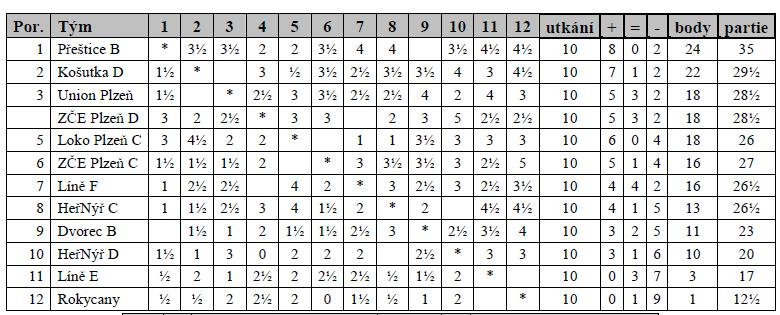 Por. Tým 1 2 3 4 5 6 7 8 9 10 11 12 utkání + = - body partie
1 Přeštice B * 3½ 3½ 2 2 3½ 4 4 3½ 4½ 4½ 10 8 0 2 24 35
2 Košutka D 1½ * 3 ½ 3½ 2½ 3½ 3½ 4 3 4½ 10 7 1 2 22 29½
3 Union Plzeň 1½ * 2½ 3 3½ 2½ 2½ 4 2 4 3 10 5 3 2 18 28½
ZČE Plzeň D 3 2 2½ * 3 3 2 3 5 2½ 2½ 10 5 3 2 18 28½
5 Loko Plzeň C 3 4½ 2 2 * 1 1 3½ 3 3 3 10 6 0 4 18 26
6 ZČE Plzeň C 1½ 1½ 1½ 2 * 3 3½ 3½ 3 2½ 5 10 5 1 4 16 27
7 Líně F 1 2½ 2½ 4 2 * 3 2½ 3 2½ 3½ 10 4 4 2 16 26½
8 HeřNýř C 1 1½ 2½ 3 4 1½ 2 * 2 4½ 4½ 10 4 1 5 13 26½
9 Dvorec B 1½ 1 2 1½ 1½ 2½ 3 * 2½ 3½ 4 10 3 2 5 11 23
10 HeřNýř D 1½ 1 3 0 2 2 2 2½ * 3 3 10 3 1 6 10 20
11 Líně E ½ 2 1 2½ 2 2½ 2½ ½ 1½ 2 * 10 0 3 7 3 17
12 Rokycany ½ ½ 2 2½ 2 0 1½ ½ 1 2 * 10 0 1 9 1 12½